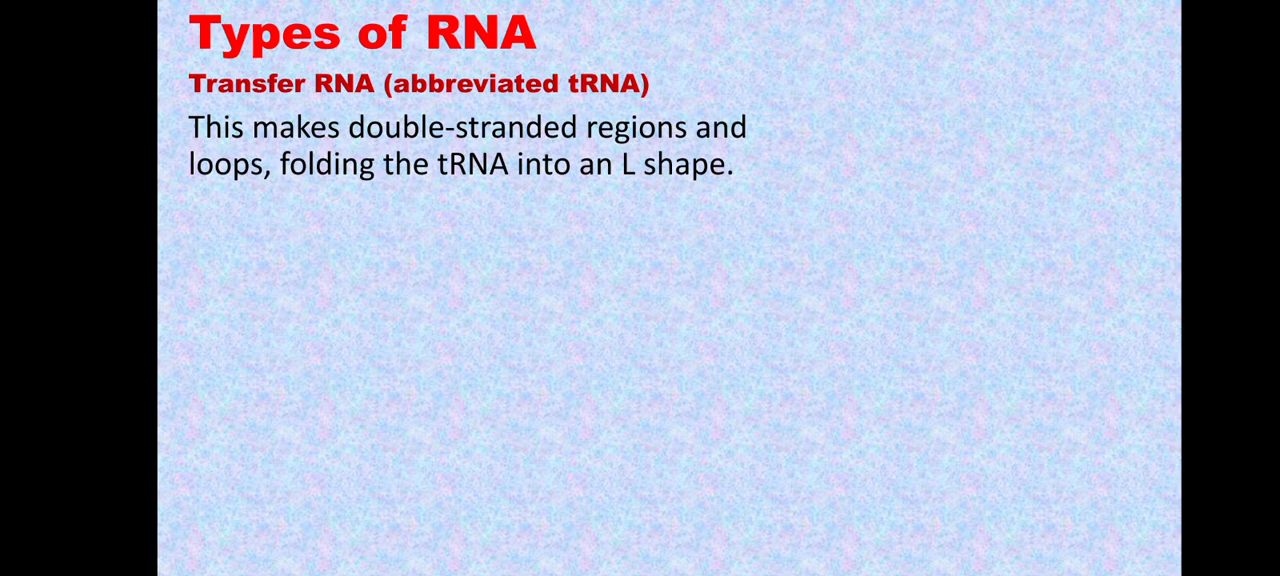 Types of RNA
Transfer RNA (abbreviated tRNA)
This makes double-stranded regions and
loops, folding the tRNA into an L shape.